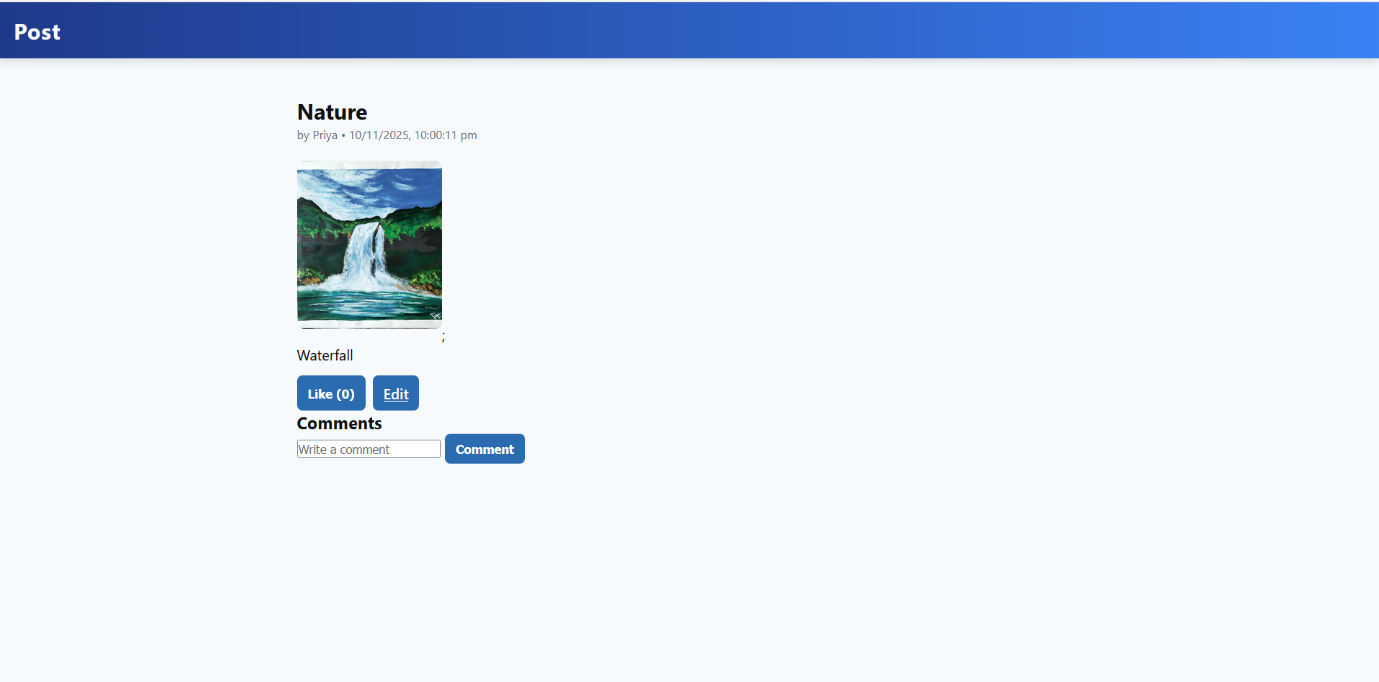 Post
Nature
by Priya • 10/11/2025, 10:00:11 pm
;
Waterfall
Like (0) Edit
Comments
Write a comment Comment